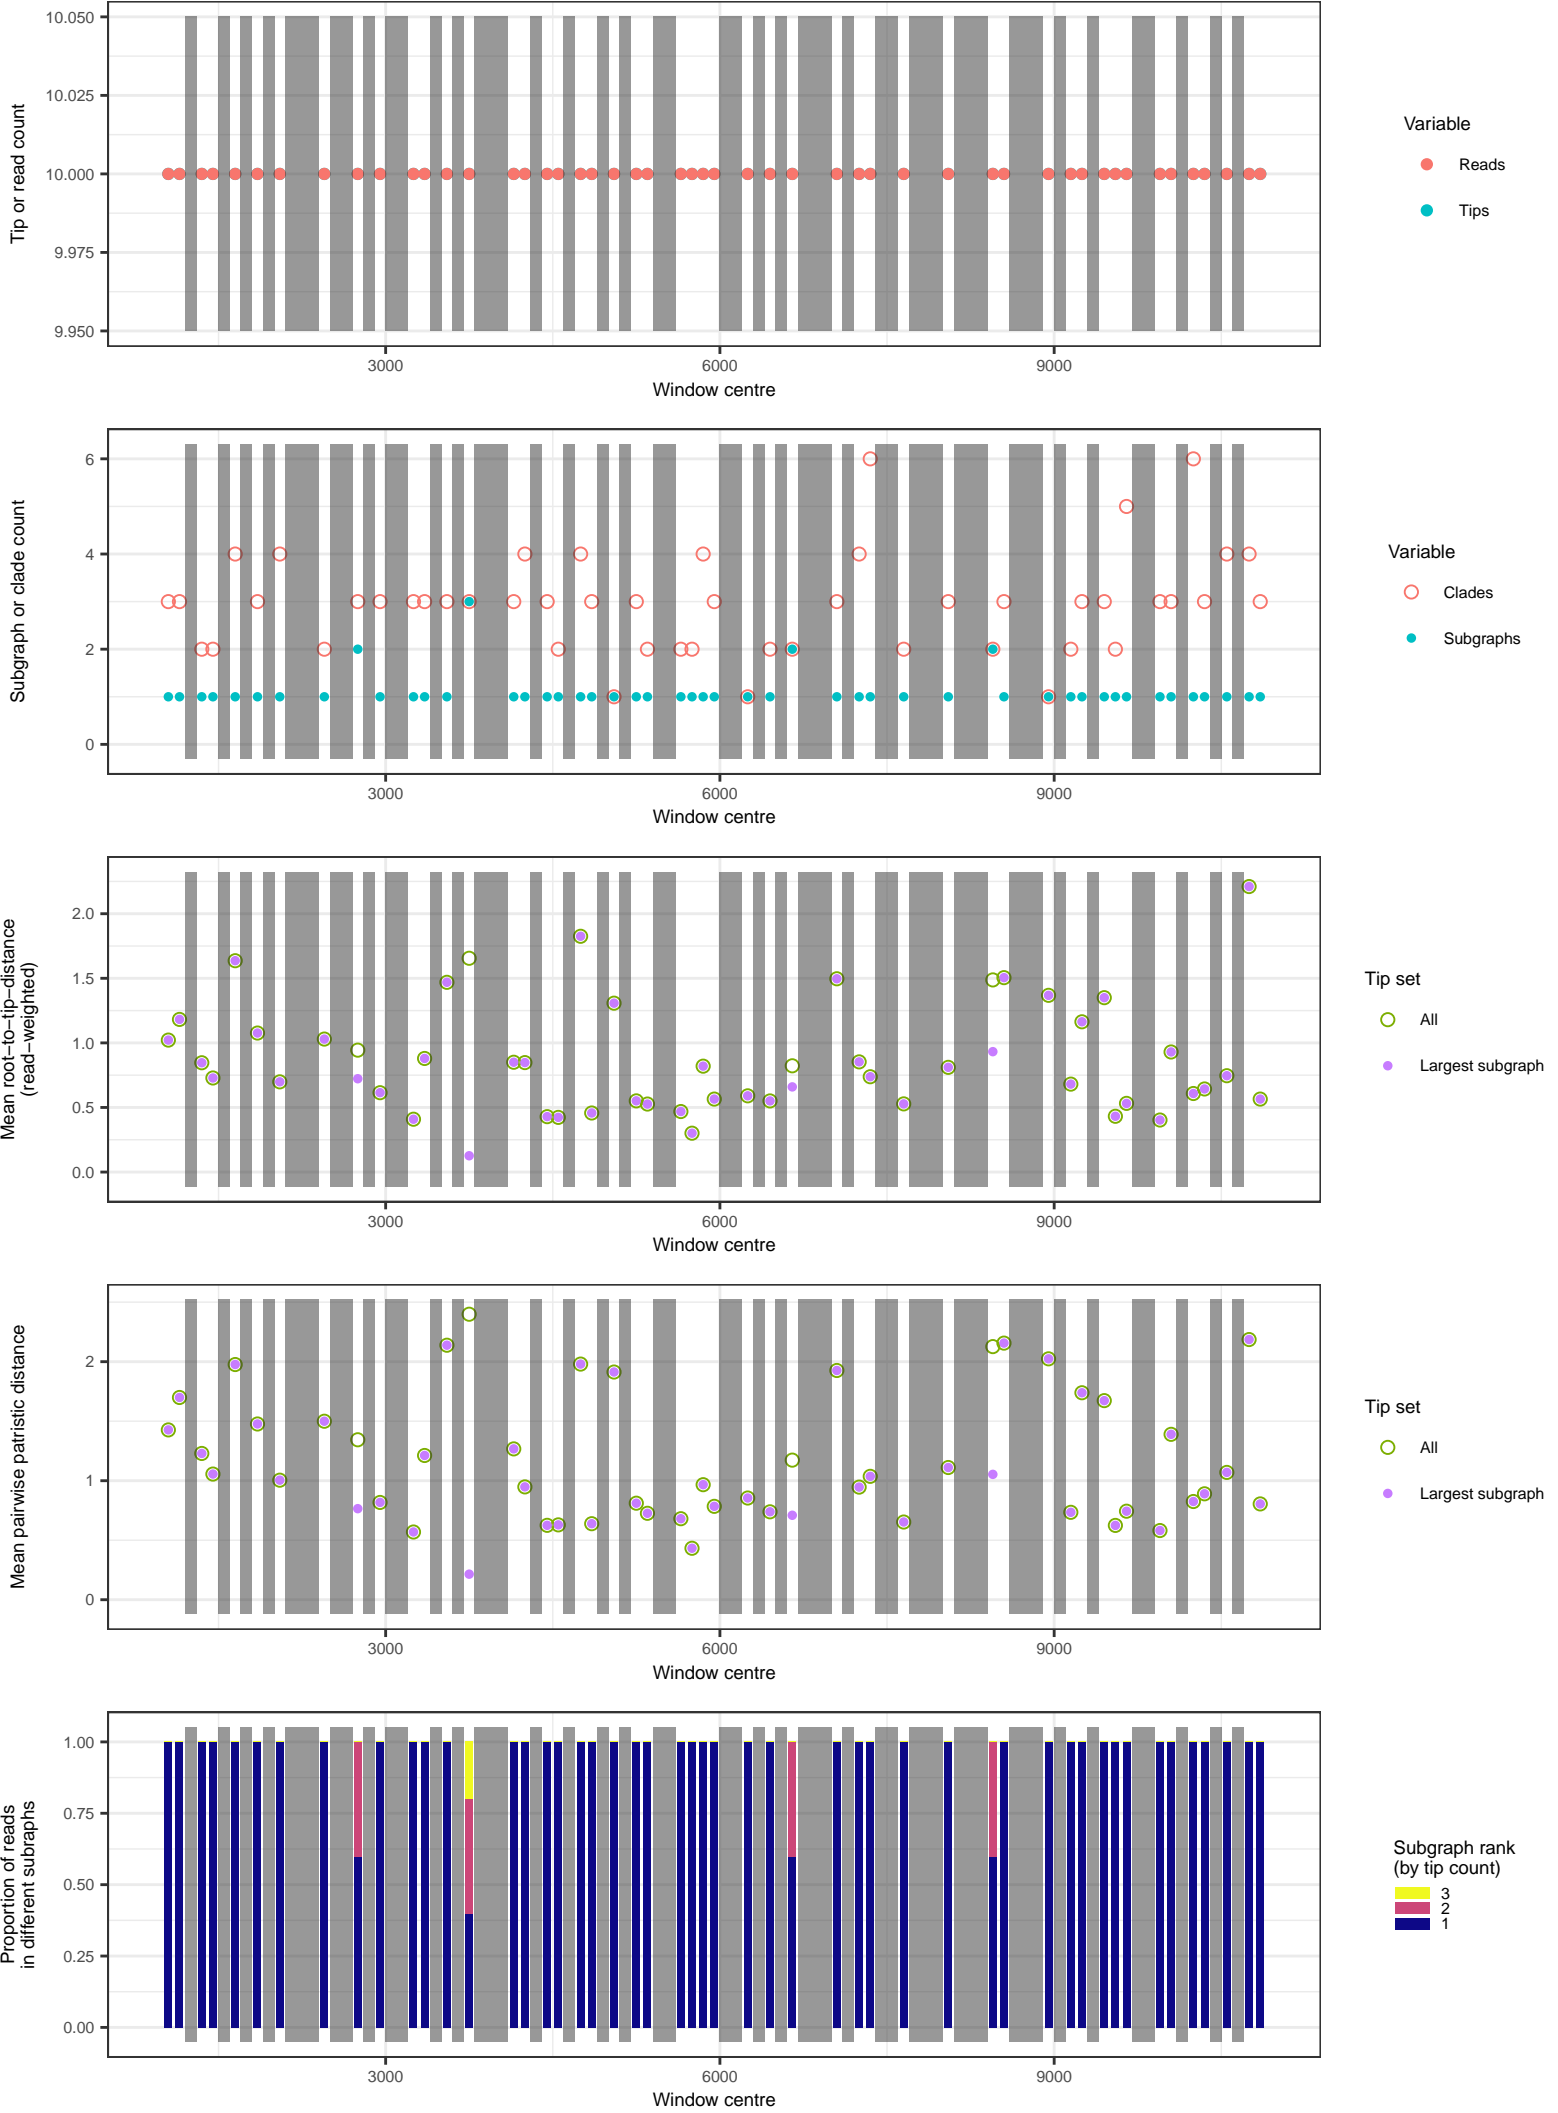 10.050
10.025
10.000
9.975
9.950
Tip or read count
3000 6000 9000
Window centre
Variable
Reads
Tips
6
4
2
0
Subgraph or clade count
3000 6000 9000
Window centre
Variable
Clades
Subgraphs
2.0
1.5
1.0
0.5
0.0
Mean root−to−tip−distance
(read−weighted)
3000 6000 9000
Window centre
Tip set
All
Largest subgraph
2
1
0
Mean pairwise patristic distance
3000 6000 9000
Window centre
Tip set
All
Largest subgraph
1.00
0.75
0.50
0.25
0.00
Proportion of reads
in different subraphs
3000 6000 9000
Window centre
Subgraph rank
(by tip count)
3
2
1